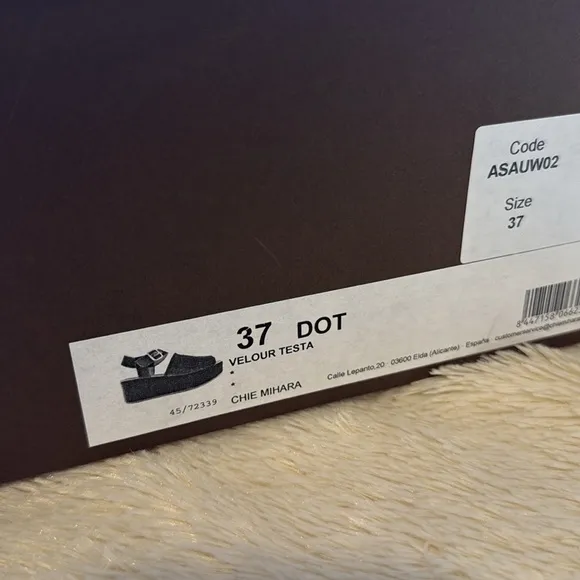 Code
ASAUW02
Size
37
37 DOT
VELOUR TESTA
CHIE MIHARA
45/72339
Calle Lepanto,20 · 03600 Elda (Alicante) · España ·